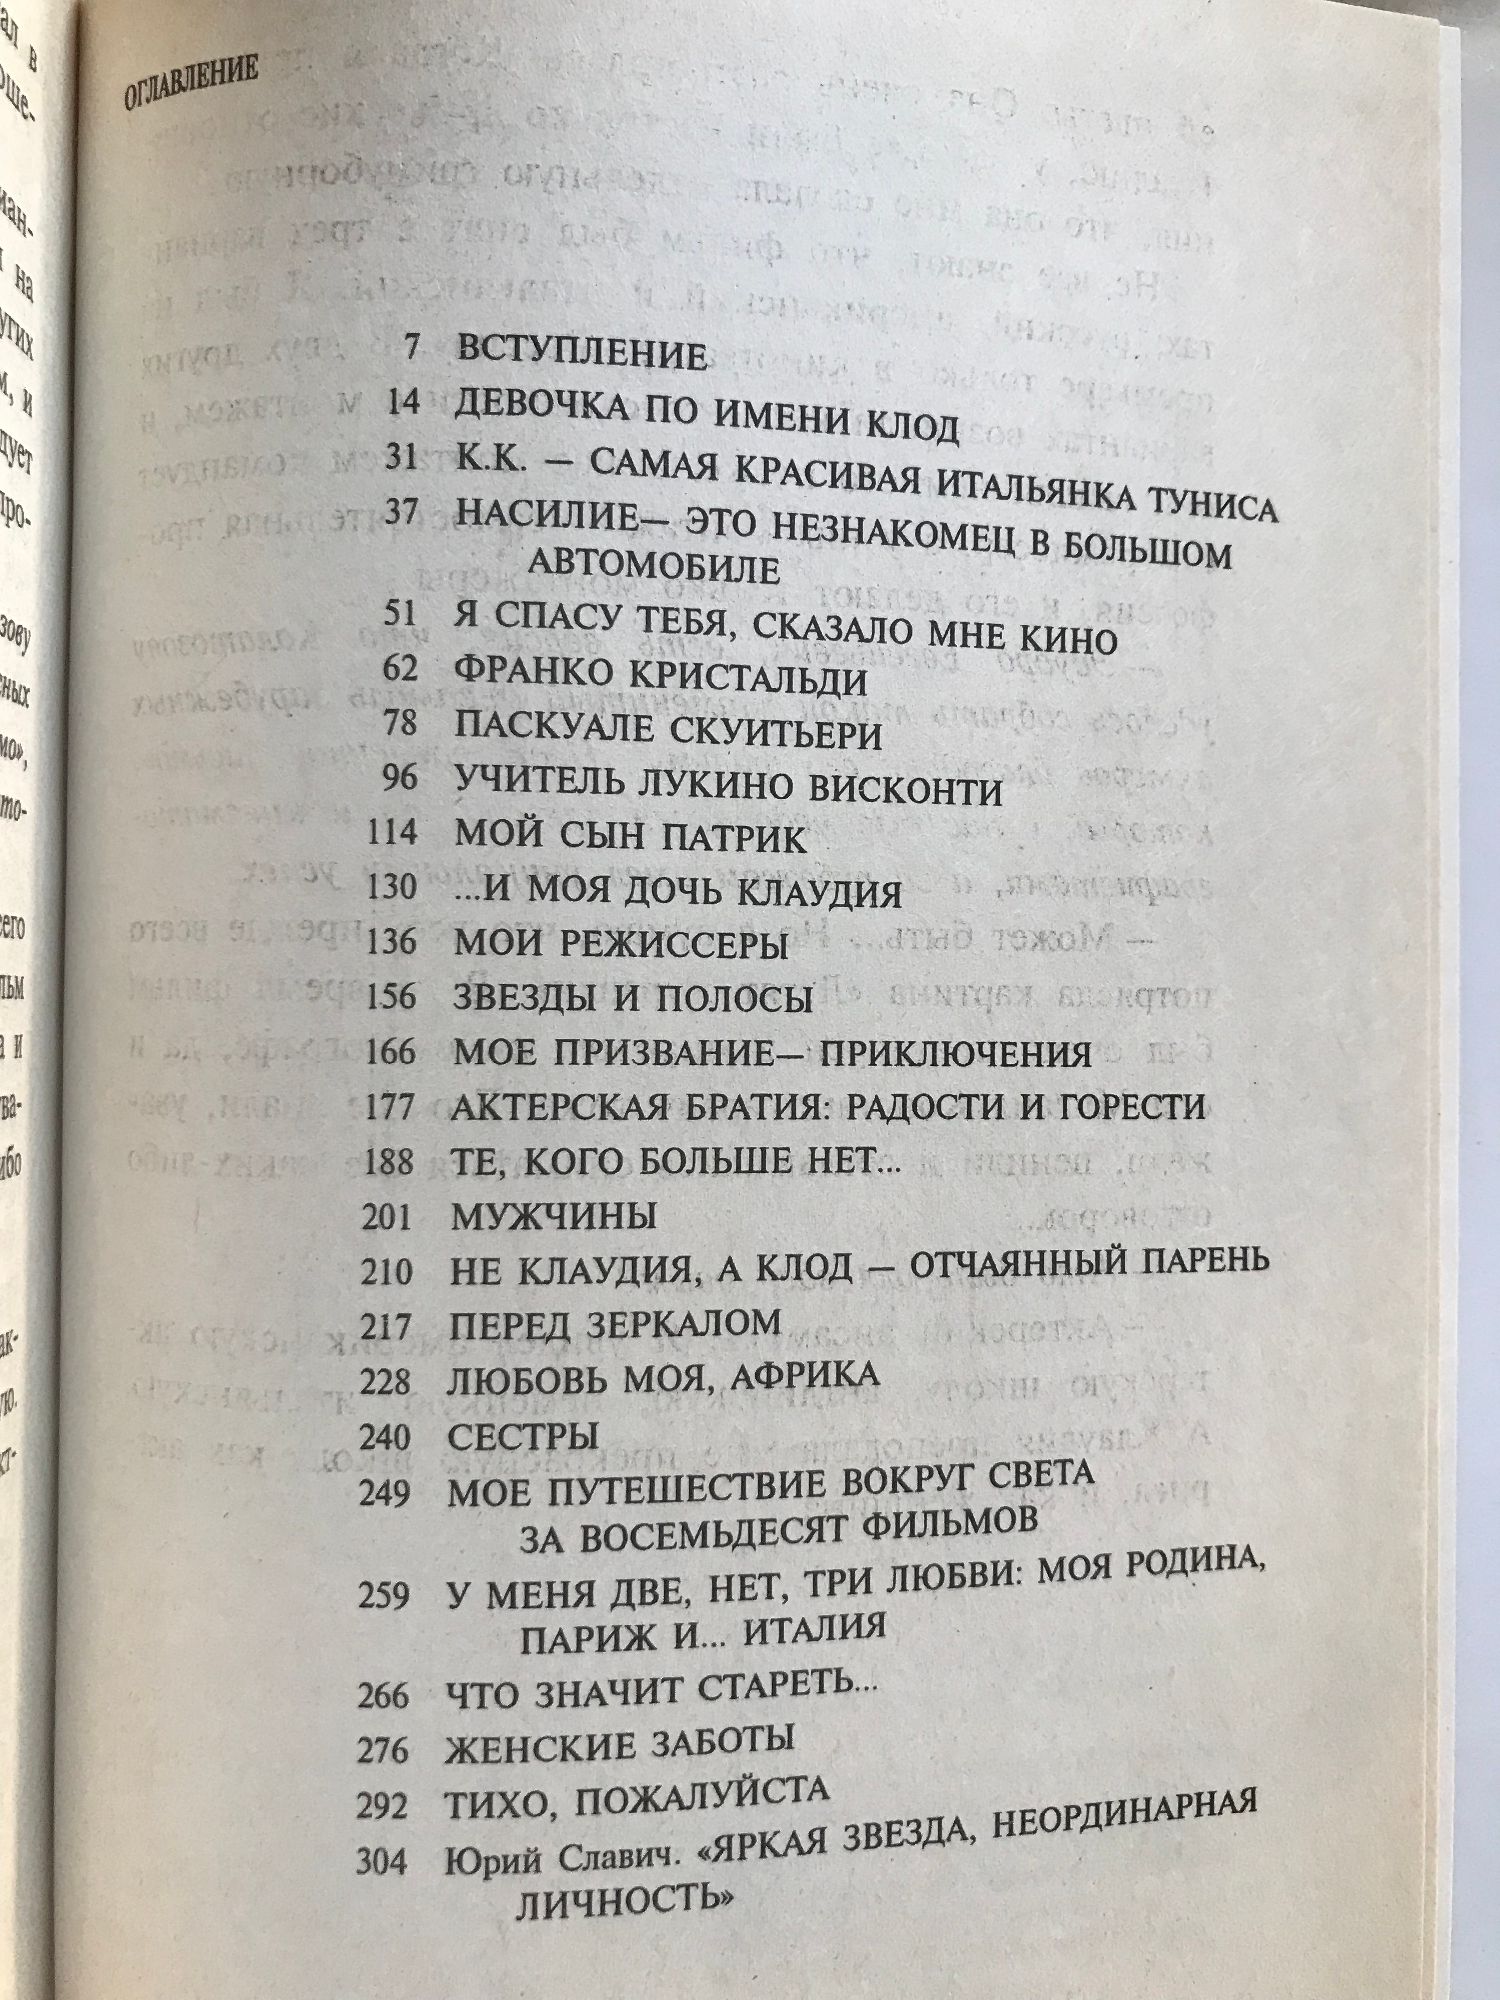 ОГЛАВЛЕНИЕ
7 ВСТУПЛЕНИЕ
14 ДЕВОЧКА ПО ИМЕНИ КЛОД
31 К.К. — САМАЯ КРАСИВАЯ ИТАЛЬЯНКА ТУНИСА
37 НАСИЛИЕ— ЭТО НЕЗНАКОМЕЦ В БОЛЬШОМ
АВТОМОБИЛЕ
51 Я СПАСУ ТЕБЯ, СКАЗАЛО МНЕ КИНО
62 ФРАНКО КРИСТАЛЬДИ
78 ПАСКУАЛЕ СКУИТЬЕРИ
96 УЧИТЕЛЬ ЛУКИНО ВИСКОНТИ
114 МОЙ СЫН ПАТРИК
130 ...И МОЯ ДОЧЬ КЛАУДИЯ
136 МОИ РЕЖИССЕРЫ
156 ЗВЕЗДЫ И ПОЛОСЫ
166 МОЕ ПРИЗВАНИЕ— ПРИКЛЮЧЕНИЯ
177 АКТЕРСКАЯ БРАТИЯ: РАДОСТИ И ГОРЕСТИ
188 ТЕ, КОГО БОЛЬШЕ НЕТ...
201 МУЖЧИНЫ
210 НЕ КЛАУДИЯ, А КЛОД — ОТЧАЯННЫЙ ПАРЕНЬ
217 ПЕРЕД ЗЕРКАЛОМ
228 ЛЮБОВЬ МОЯ, АФРИКА
240 СЕСТРЫ
249 МОЕ ПУТЕШЕСТВИЕ ВОКРУГ СВЕТА
ЗА ВОСЕМЬДЕСЯТ ФИЛЬМОВ
259 У МЕНЯ ДВЕ, НЕТ, ТРИ ЛЮБВИ: МОЯ РОДИНА,
ПАРИЖ И... ИТАЛИЯ
266 ЧТО ЗНАЧИТ СТАРЕТЬ...
276 ЖЕНСКИЕ ЗАБОТЫ
292 ТИХО, ПОЖАЛУЙСТА
304 Юрий Славич. «ЯРКАЯ ЗВЕЗДА, НЕОРДИНАРНАЯ
ЛИЧНОСТЬ»